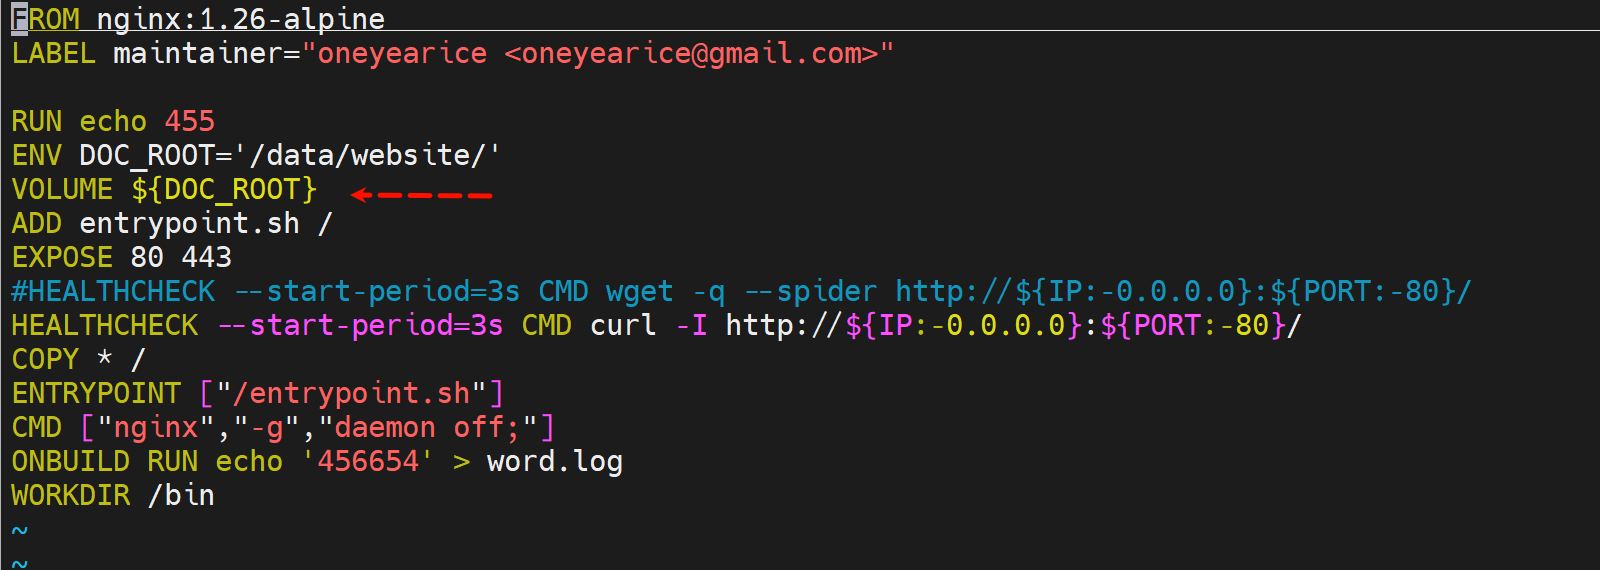 FROM nginx:1.26-alpine
LABEL maintainer="oneyearice <oneyearice@gmail.com>"
RUN echo 455
ENV DOC_ROOT='/data/website/'
VOLUME ${DOC_ROOT}
ADD entrypoint.sh /
EXPOSE 80 443
#HEALTHCHECK --start-period=3s CMD wget -q --spider http://${IP:-0.0.0.0}:${PORT:-80}/
HEALTHCHECK --start-period=3s CMD curl -I http://${IP:-0.0.0.0}:${PORT:-80}/
COPY * /
ENTRYPOINT ["/entrypoint.sh"]
CMD ["nginx","-g","daemon off;"]
ONBUILD RUN echo '456654' > word.log
WORKDIR /bin
~
~